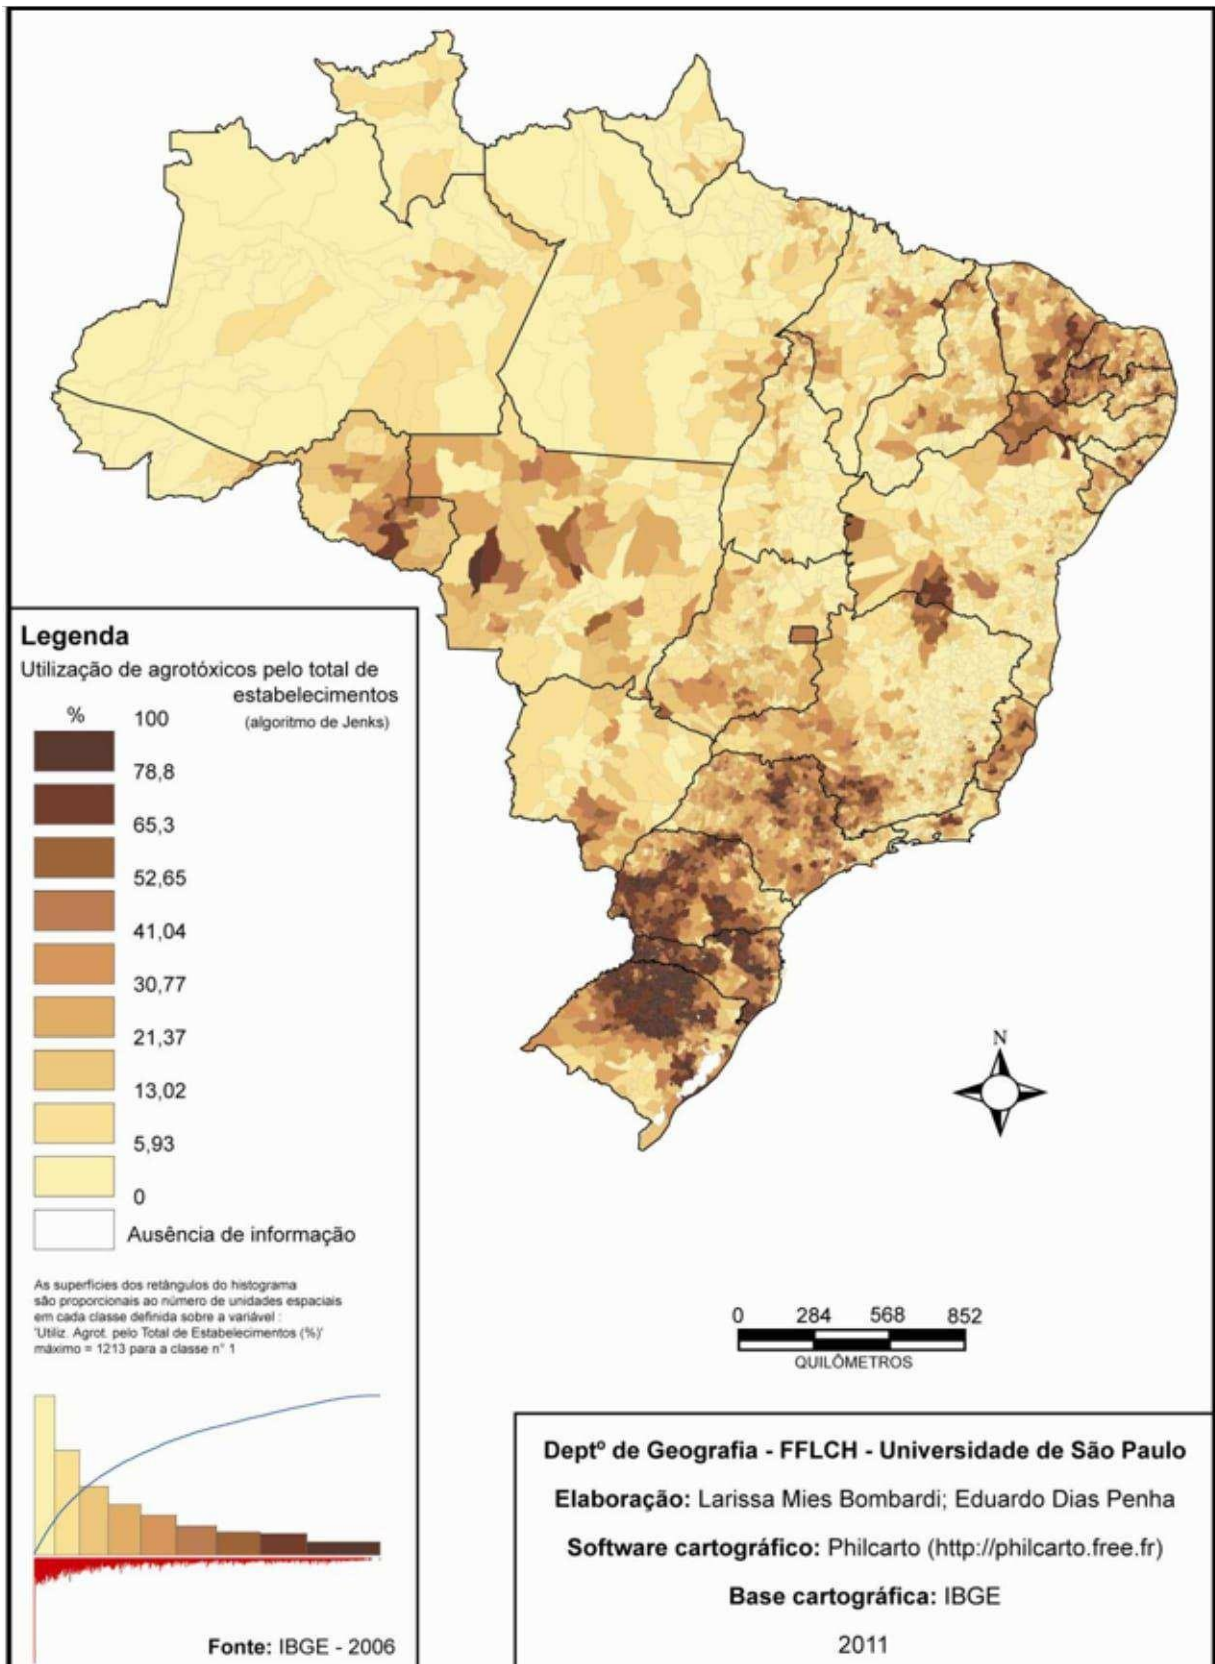 Legenda
Utilização de agrotóxicos pelo total de
estabelecimentos
(algoritmo de Jenks)
% 100
78,8
65,3
52,65
41,04
30,77
21,37
13,02
5,93
0
Ausência de informação
As superfícies dos retângulos do histograma
são proporcionais ao número de unidades espaciais
em cada classe definida sobre a variável :
'Utiliz. Agrot. pelo Total de Estabelecimentos (%)'
máximo = 1213 para a classe n° 1
Fonte: IBGE - 2006
N
0 284 568 852
QUILÔMETROS
Deptº de Geografia - FFLCH - Universidade de São Paulo
Elaboração: Larissa Mies Bombardi; Eduardo Dias Penha
Software cartográfico: Philcarto (http://philcarto.free.fr)
Base cartográfica: IBGE
2011